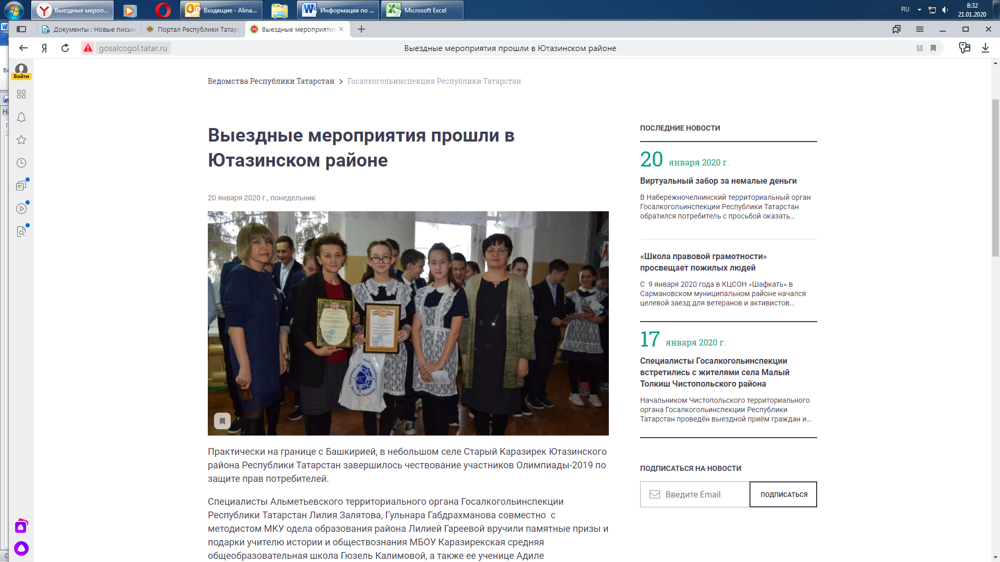 Выездные мероп...
Входящие - Alina...
Информация по ...
Microsoft Excel
RU
8:32
21.01.2020
Документы : Новые письм
Портал Республики Татарс
Выездные мероприятия
gosalcogol.tatar.ru
Выездные мероприятия прошли в Ютазинском районе
Войти
Ведомства Республики Татарстан > Госалкогольинспекция Республики Татарстан
Выездные мероприятия прошли в
Ютазинском районе
20 января 2020 г., понедельник
Практически на границе с Башкирией, в небольшом селе Старый Каразирек Ютазинского
района Республики Татарстан завершилось чествование участников Олимпиады-2019 по
защите прав потребителей.
Специалисты Альметьевского территориального органа Госалкогольинспекции
Республики Татарстан Лилия Залятова, Гульнара Габдрахманова совместно с
методистом МКУ одела образования района Лилией Гареевой вручили памятные призы и
подарки учителю истории и обществознания МБОУ Каразирекская средняя
общеобразовательная школа Гюзель Калимовой, а также ее ученице Адиле
ПОСЛЕДНИЕ НОВОСТИ
20 января 2020 г.
Виртуальный забор за немалые деньги
В Набережночелнинский территориальный орган
Госалкогольинспекции Республики Татарстан
обратился потребитель с просьбой оказать...
«Школа правовой грамотности»
просвещает пожилых людей
С 9 января 2020 года в КЦСОН «Шафкать» в
Сармановском муниципальном районе начался
целевой заезд для ветеранов и активистов...
17 января 2020 г.
Специалисты Госалкогольинспекции
встретились с жителями села Малый
Толкиш Чистопольского района
Начальником Чистопольского территориального
органа Госалкогольинспекции Республики
Татарстан проведён выездной приём граждан и...
ПОДПИСАТЬСЯ НА НОВОСТИ
Введите Email
ПОДПИСАТЬСЯ